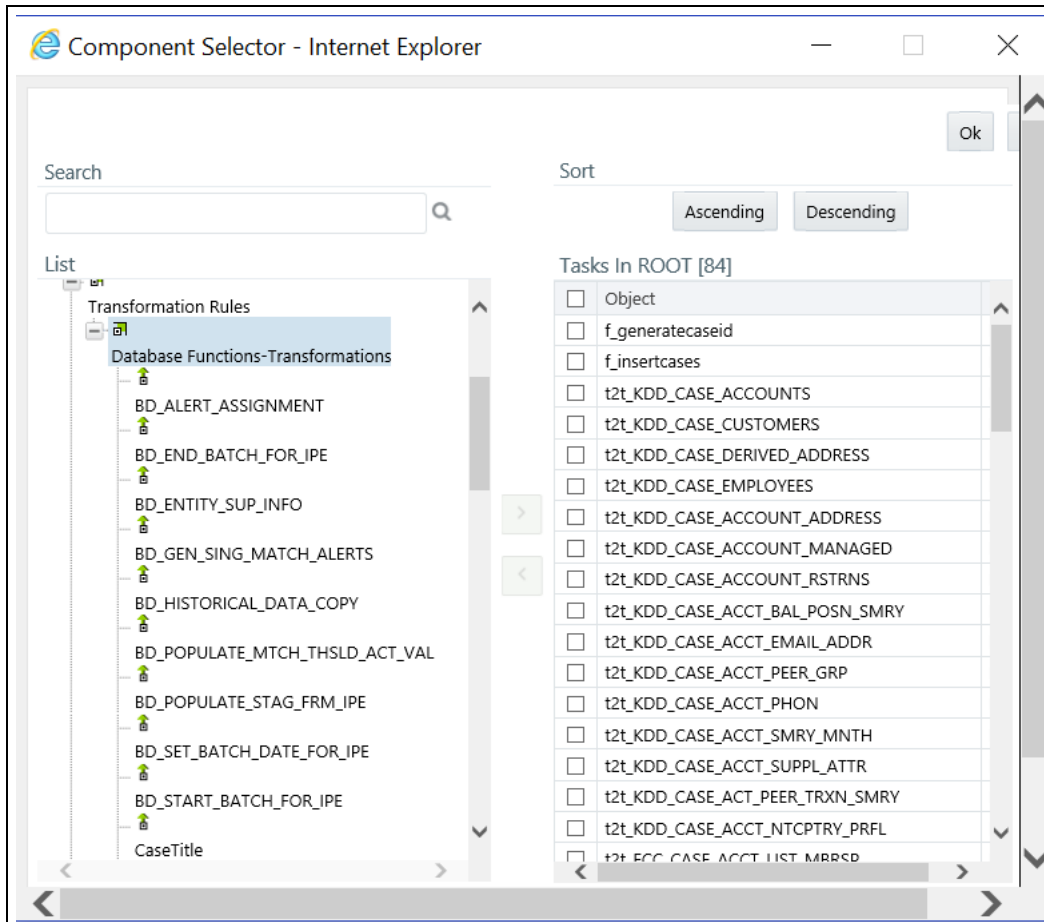 Component Selector - Internet Explorer
Ok
Search
Sort
Ascending
Descending
List
Tasks In ROOT [84]
Transformation Rules
Database Functions-Transformations
BD_ALERT_ASSIGNMENT
BD_END_BATCH_FOR_IPE
BD_ENTITY_SUP_INFO
BD_GEN_SING_MATCH_ALERTS
BD_HISTORICAL_DATA_COPY
BD_POPULATE_MTCH_THSLD_ACT_VAL
BD_POPULATE_STAG_FRM_IPE
BD_SET_BATCH_DATE_FOR_IPE
BD_START_BATCH_FOR_IPE
CaseTitle
Object
f_generatecaseid
f_insertcases
t2t_KDD_CASE_ACCOUNTS
t2t_KDD_CASE_CUSTOMERS
t2t_KDD_CASE_DERIVED_ADDRESS
t2t_KDD_CASE_EMPLOYEES
t2t_KDD_CASE_ACCOUNT_ADDRESS
t2t_KDD_CASE_ACCOUNT_MANAGED
t2t_KDD_CASE_ACCOUNT_RSTRNS
t2t_KDD_CASE_ACCT_BAL_POSN_SMRY
t2t_KDD_CASE_ACCT_EMAIL_ADDR
t2t_KDD_CASE_ACCT_PEER_GRP
t2t_KDD_CASE_ACCT_PHON
t2t_KDD_CASE_ACCT_SMRY_MNTH
t2t_KDD_CASE_ACCT_SUPPL_ATTR
t2t_KDD_CASE_ACT_PEER_TRXN_SMRY
t2t_KDD_CASE_ACCT_NTCPTRY_PRFL